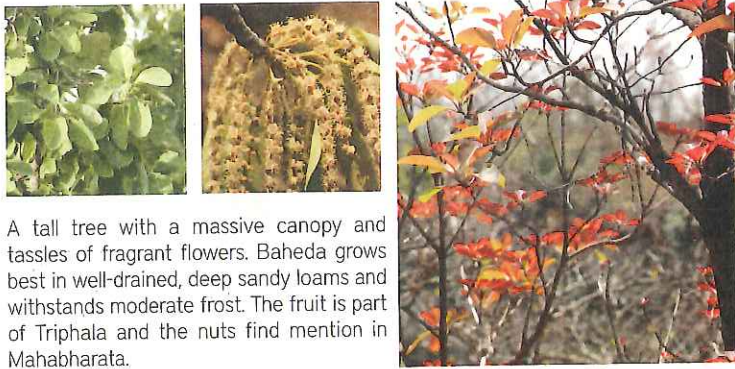 A tall tree with a massive canopy and
tassles of fragrant flowers. Baheda grows
best in well-drained, deep sandy loams and
withstands moderate frost. The fruit is part
of Triphala and the nuts find mention in
Mahabharata.